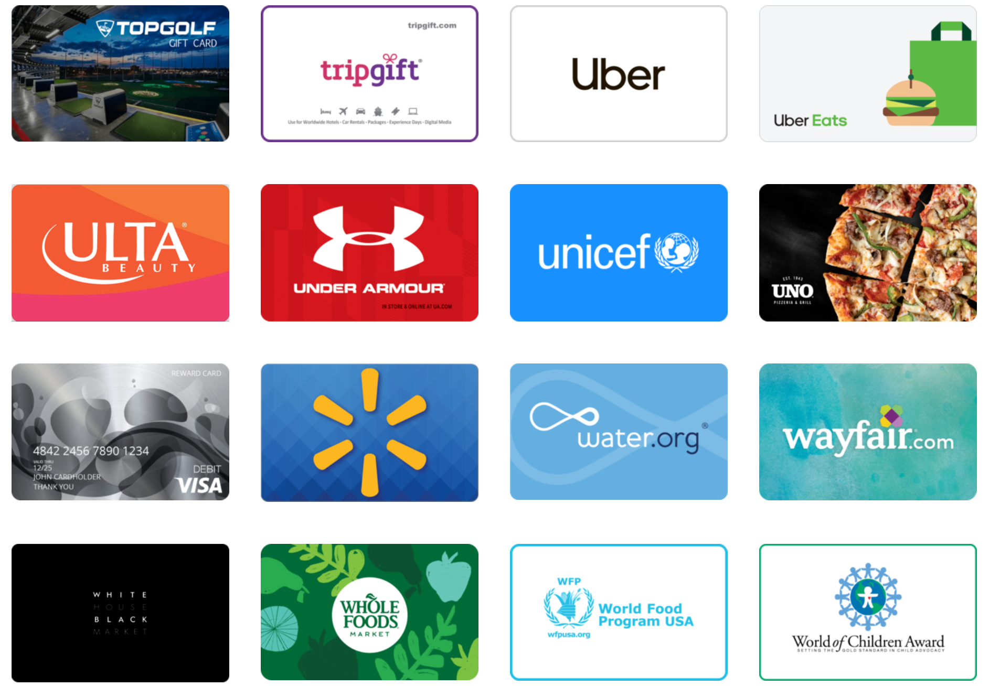 TOPGOLF
GIFT CARD
tripgift.com
tripgift®
Use for Worldwide Hotels • Car Rentals • Packages • Experience Days • Digital Media
Uber
Uber Eats
ULTA®
BEAUTY
UNDER ARMOUR
IN STORE & ONLINE AT UA.COM
unicef
EST. 1943
UNO
PIZZERIA & GRILL
REWARD CARD
4842 2456 7890 1234
VALID THRU
12/25
JOHN CARDHOLDER
THANK YOU
DEBIT
VISA
water.org®
wayfair.com
WHITE
HOUSE
BLACK
MARKET
WHOLE
FOODS
MARKET
WFP
World Food
Program USA
wfpusa.org
World of Children Award
SETTING THE GOLD STANDARD IN CHILD ADVOCACY